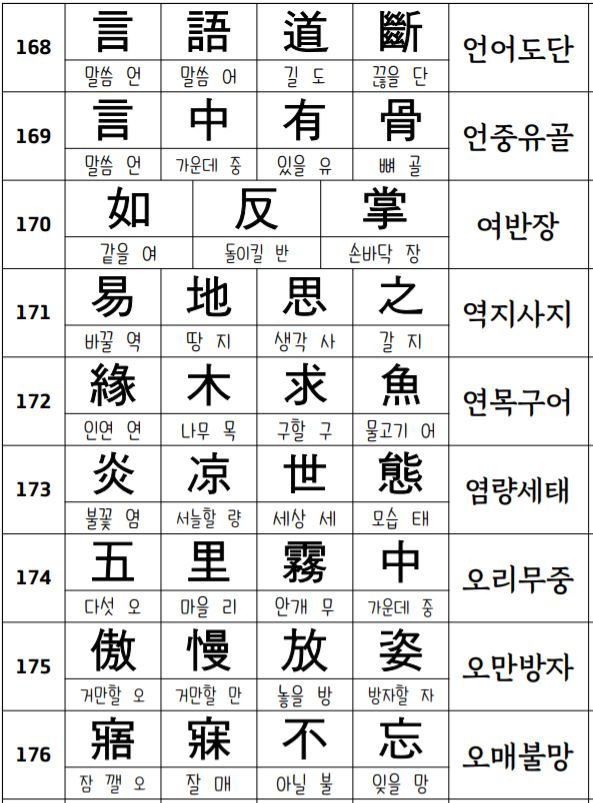 168 言 語 道 斷 언어도단
말씀 언 말씀 어 길 도 끊을 단
169 言 中 有 骨 언중유골
말씀 언 가운데 중 있을 유 뼈 골
170 如 反 掌 여반장
같을 여 돌이킬 반 손바닥 장
171 易 地 思 之 역지사지
바꿀 역 땅 지 생각 사 갈 지
172 緣 木 求 魚 연목구어
인연 연 나무 목 구할 구 물고기 어
173 炎 凉 世 態 염량세태
불꽃 염 서늘할 량 세상 세 모습 태
174 五 里 霧 中 오리무중
다섯 오 마을 리 안개 무 가운데 중
175 傲 慢 放 姿 오만방자
거만할 오 거만할 만 놓을 방 방자할 자
176 寤 寐 不 忘 오매불망
잠 깰 오 잘 매 아닐 불 잊을 망